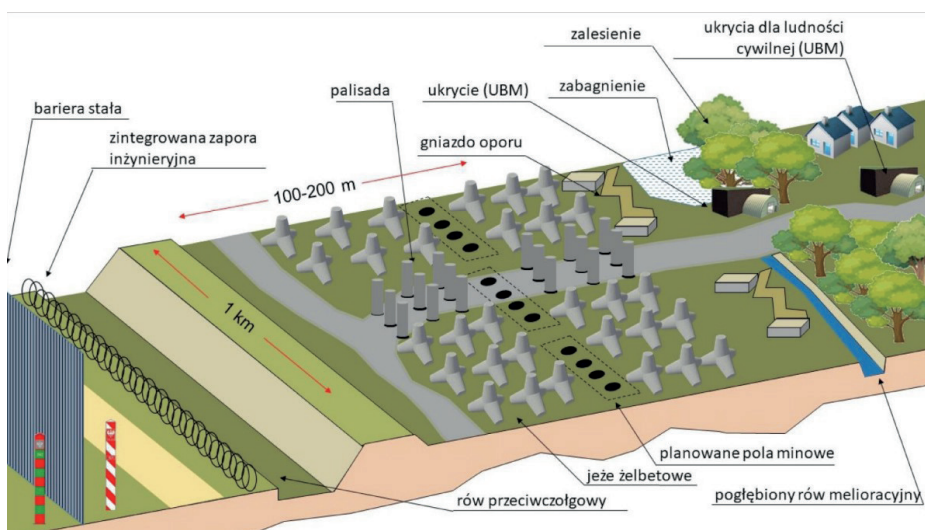 zalesienie
ukrycia dla ludności
cywilnej (UBM)
bariera stała
palisada
ukrycie (UBM)
zabagnienie
zintegrowana zapora
inżynieryjna
gniazdo oporu
100-200 m
1 km
planowane pola minowe
jeże żelbetowe
pogłębiony rów melioracyjny
rów przeciwczołgowy